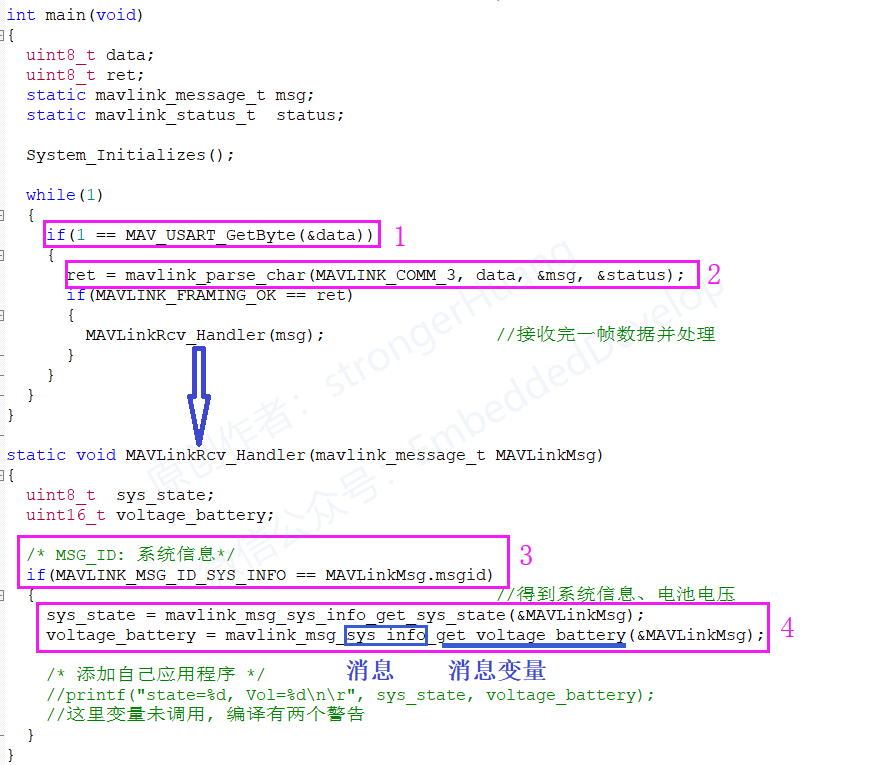 int main(void)
{
uint8_t data;
uint8_t ret;
static mavlink_message_t msg;
static mavlink_status_t  status;
System_Initializes();
while(1)
{
if(1 == MAV_USART_GetByte(&data)) 1
{
ret = mavlink_parse_char(MAVLINK_COMM_3, data, &msg, &status); 2
if(MAVLINK_FRAMING_OK == ret)
{
MAVLinkRcv_Handler(msg); //接收完一帧数据并处理
}
}
}
}
static void MAVLinkRcv_Handler(mavlink_message_t MAVLinkMsg)
{
uint8_t  sys_state;
uint16_t voltage_battery;
/* MSG_ID: 系统信息*/ 3
if(MAVLINK_MSG_ID_SYS_INFO == MAVLinkMsg.msgid)
{ //得到系统信息、电池电压
sys_state = mavlink_msg_sys_info_get_sys_state(&MAVLinkMsg);
voltage_battery = mavlink_msg_sys_info_get_voltage_battery(&MAVLinkMsg); 4
消息 消息变量
/* 添加自己应用程序 */
//printf("state=%d, Vol=%d\n\r", sys_state, voltage_battery);
//这里变量未调用, 编译有两个警告
}
}
原创作者：strongerHuang
微信公众号：EmbeddedDevelop